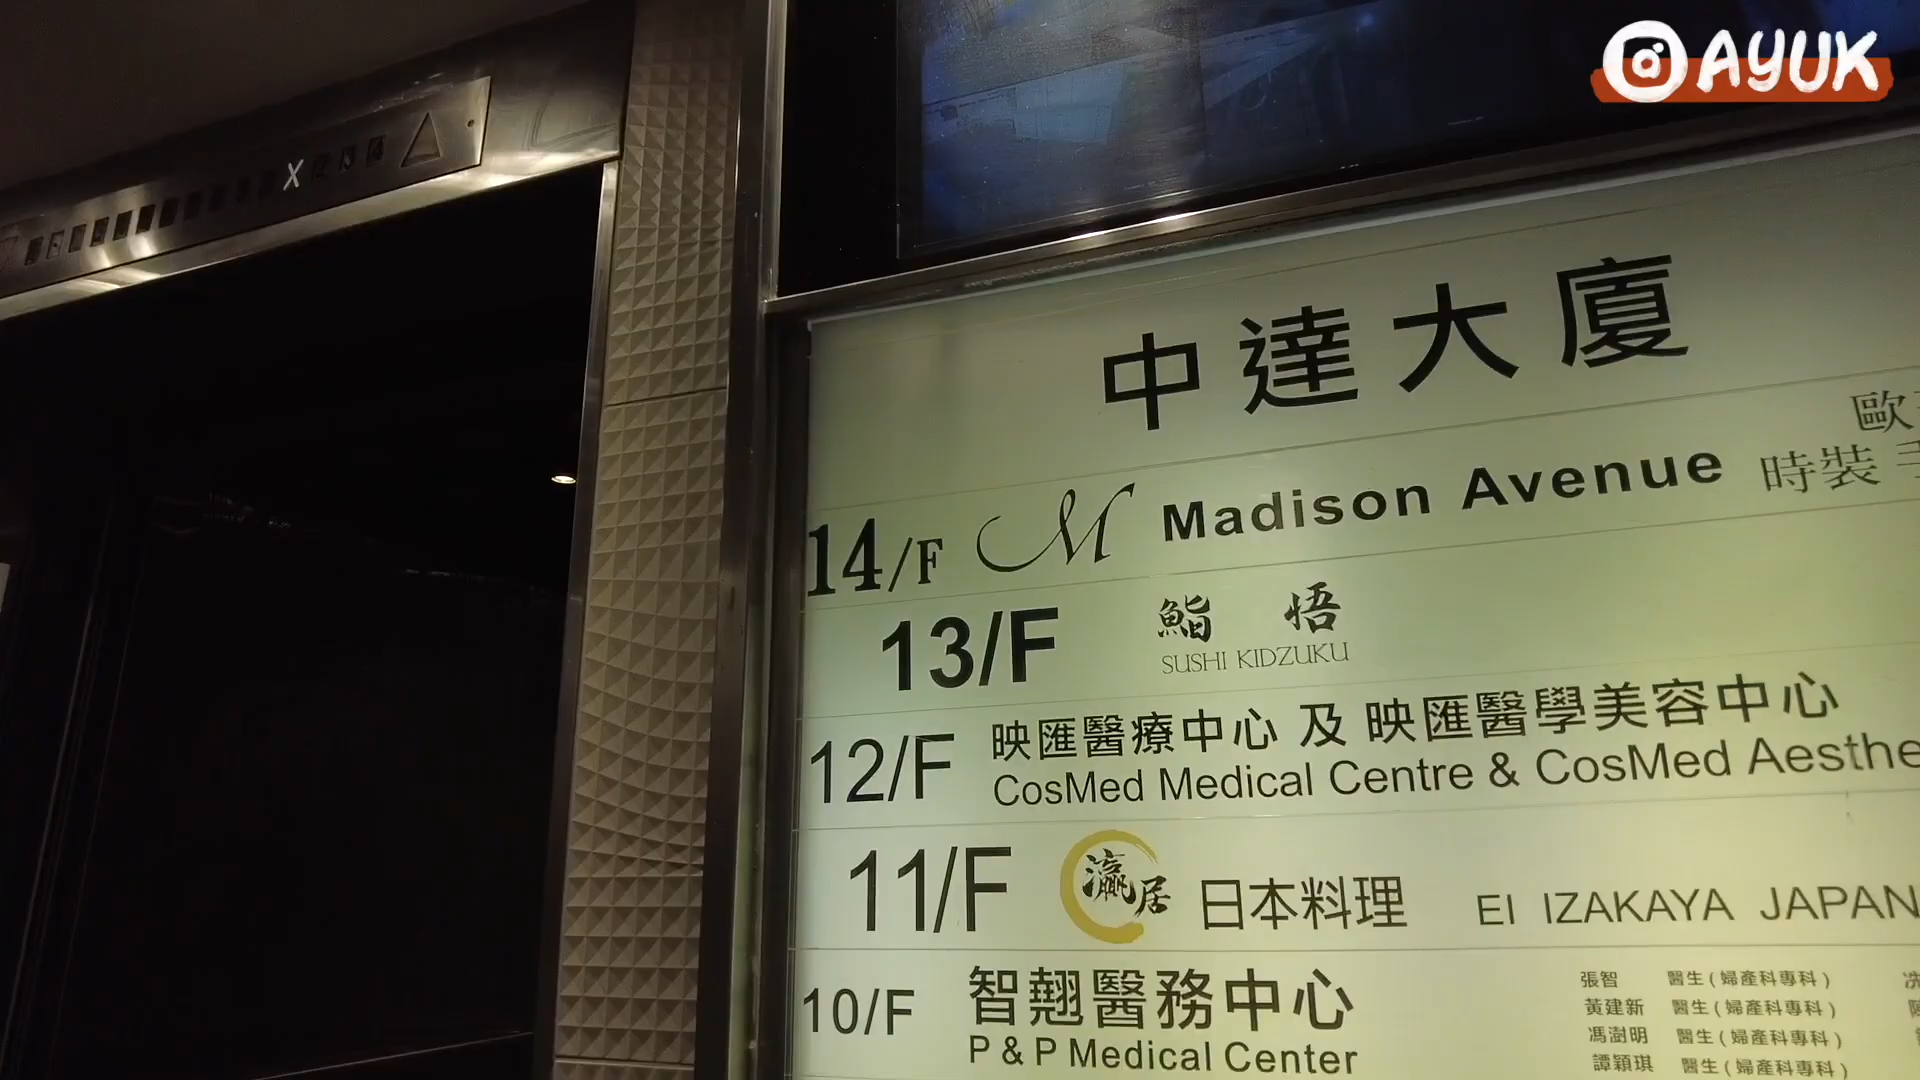 AYUK
中達大廈
歐
14/F M Madison Avenue 時裝
13/F 鮨 悟
SUSHI KIDZUKU
12/F 映匯醫療中心 及 映匯醫學美容中心
CosMed Medical Centre & CosMed Aesthe
11/F 瀛居 日本料理 EI IZAKAYA JAPAN
10/F 智翹醫務中心
P & P Medical Center
張智 醫生(婦產科專科)
黃建新 醫生(婦產科專科)
馮澍明 醫生(婦產科專科)
譚穎琪 醫生(婦產科專科)